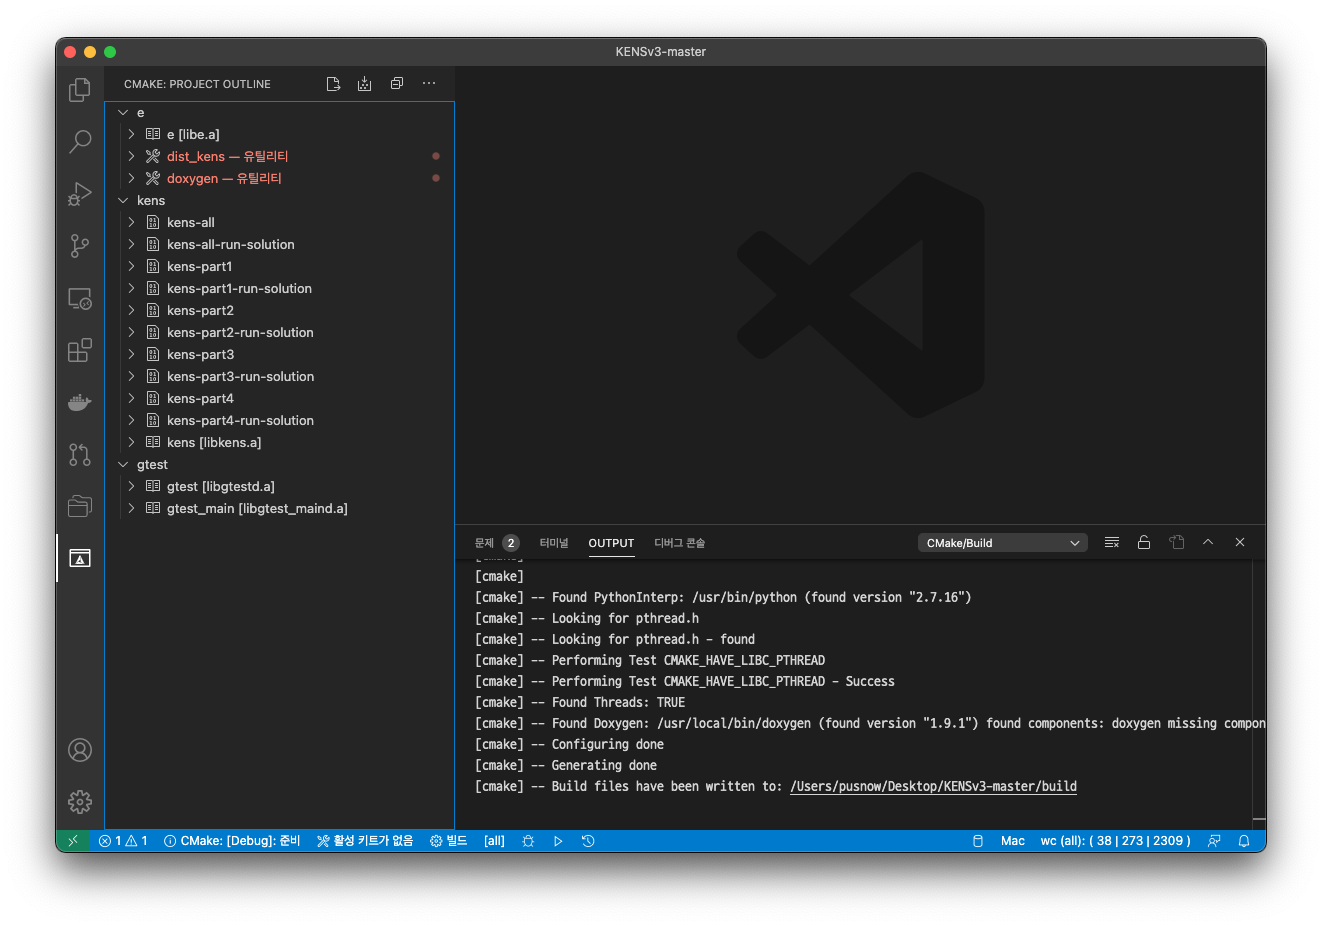 KENSv3-master
CMAKE: PROJECT OUTLINE
e
e [libe.a]
dist_kens — 유틸리티
doxygen — 유틸리티
kens
kens-all
kens-all-run-solution
kens-part1
kens-part1-run-solution
kens-part2
kens-part2-run-solution
kens-part3
kens-part3-run-solution
kens-part4
kens-part4-run-solution
kens [libkens.a]
gtest
gtest [libgtestd.a]
gtest_main [libgtest_maind.a]
문제 2 터미널 OUTPUT 디버그 콘솔 CMake/Build
[cmake]
[cmake] -- Found PythonInterp: /usr/bin/python (found version "2.7.16")
[cmake] -- Looking for pthread.h
[cmake] -- Looking for pthread.h - found
[cmake] -- Performing Test CMAKE_HAVE_LIBC_PTHREAD
[cmake] -- Performing Test CMAKE_HAVE_LIBC_PTHREAD - Success
[cmake] -- Found Threads: TRUE
[cmake] -- Found Doxygen: /usr/local/bin/doxygen (found version "1.9.1") found components: doxygen missing compon
[cmake] -- Configuring done
[cmake] -- Generating done
[cmake] -- Build files have been written to: /Users/pusnow/Desktop/KENSv3-master/build
1 1 CMake: [Debug]: 준비 활성 키트가 없음 빌드 [all] Mac wc (all): ( 38 | 273 | 2309 )